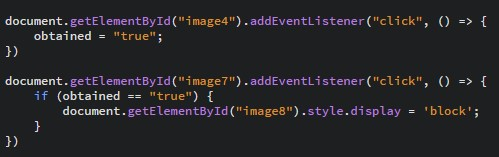 document.getElementById("image4").addEventListener("click", () => {
    obtained = "true";
})
document.getElementById("image7").addEventListener("click", () => {
    if (obtained == "true") {
        document.getElementById("image8").style.display = 'block';
    }
})